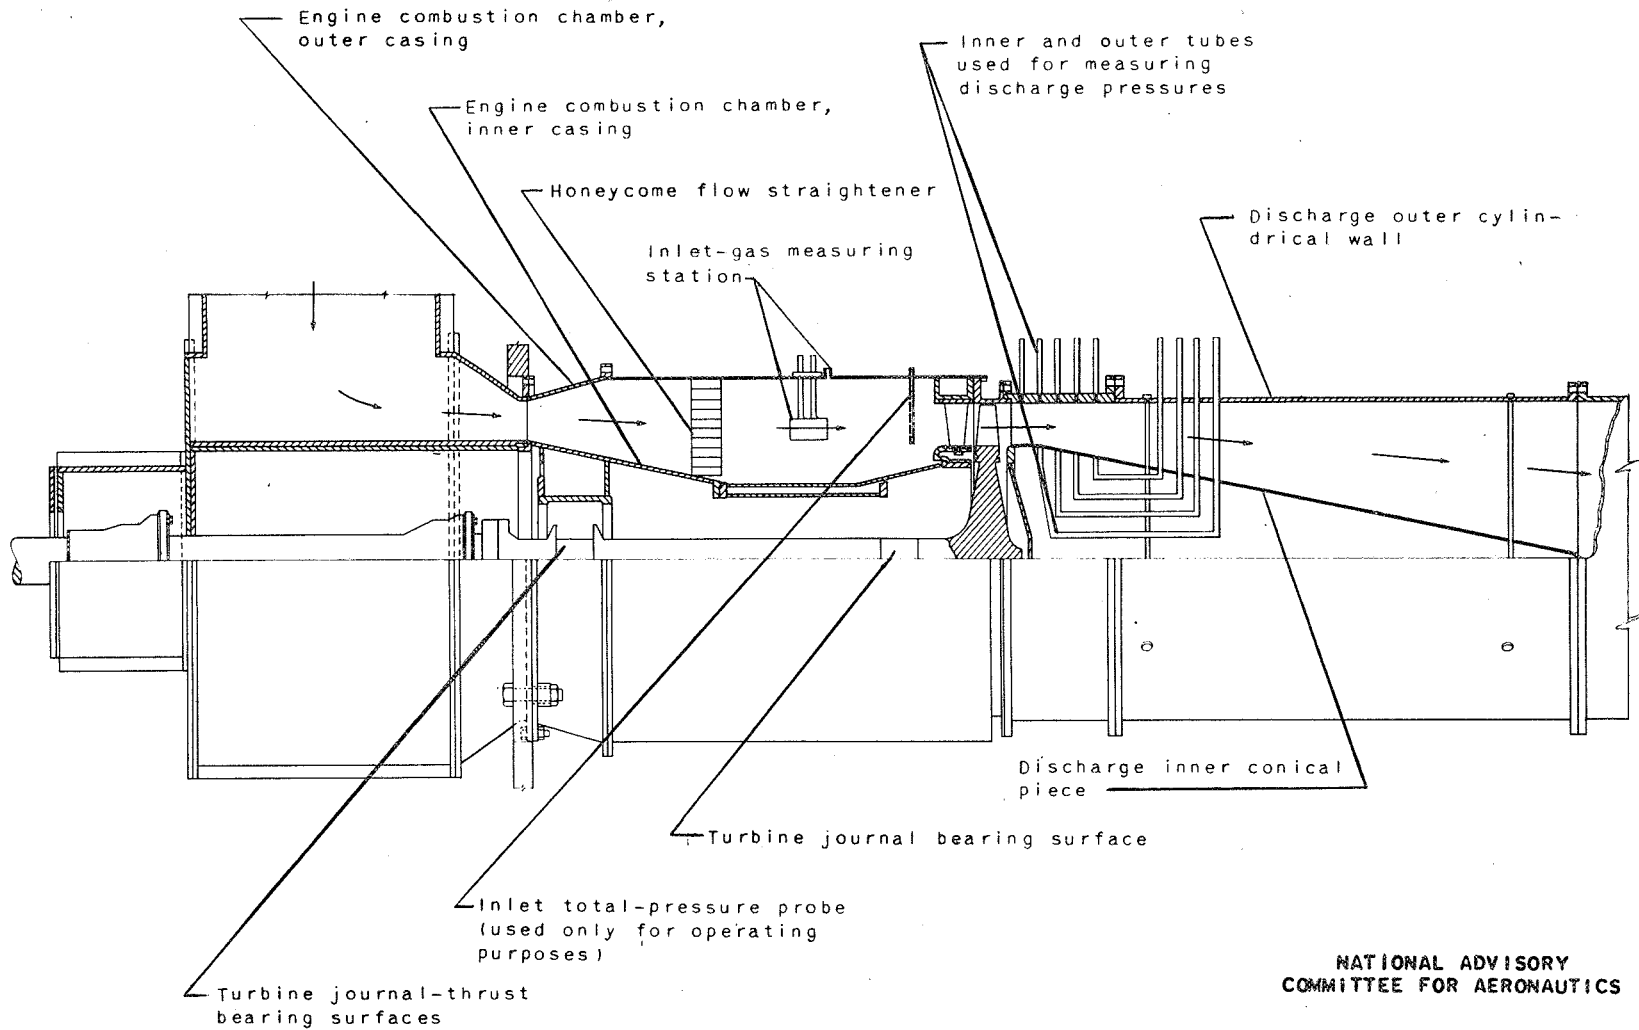 Engine combustion chamber,
outer casing
Inner and outer tubes
used for measuring
discharge pressures
Engine combustion chamber,
inner casing
Honeycome flow straightener
Discharge outer cylin-
drical wall
Inlet-gas measuring
station
Discharge inner conical
piece
Turbine journal bearing surface
Inlet total-pressure probe
(used only for operating
purposes)
Turbine journal-thrust
bearing surfaces
NATIONAL ADVISORY
COMMITTEE FOR AERONAUTICS